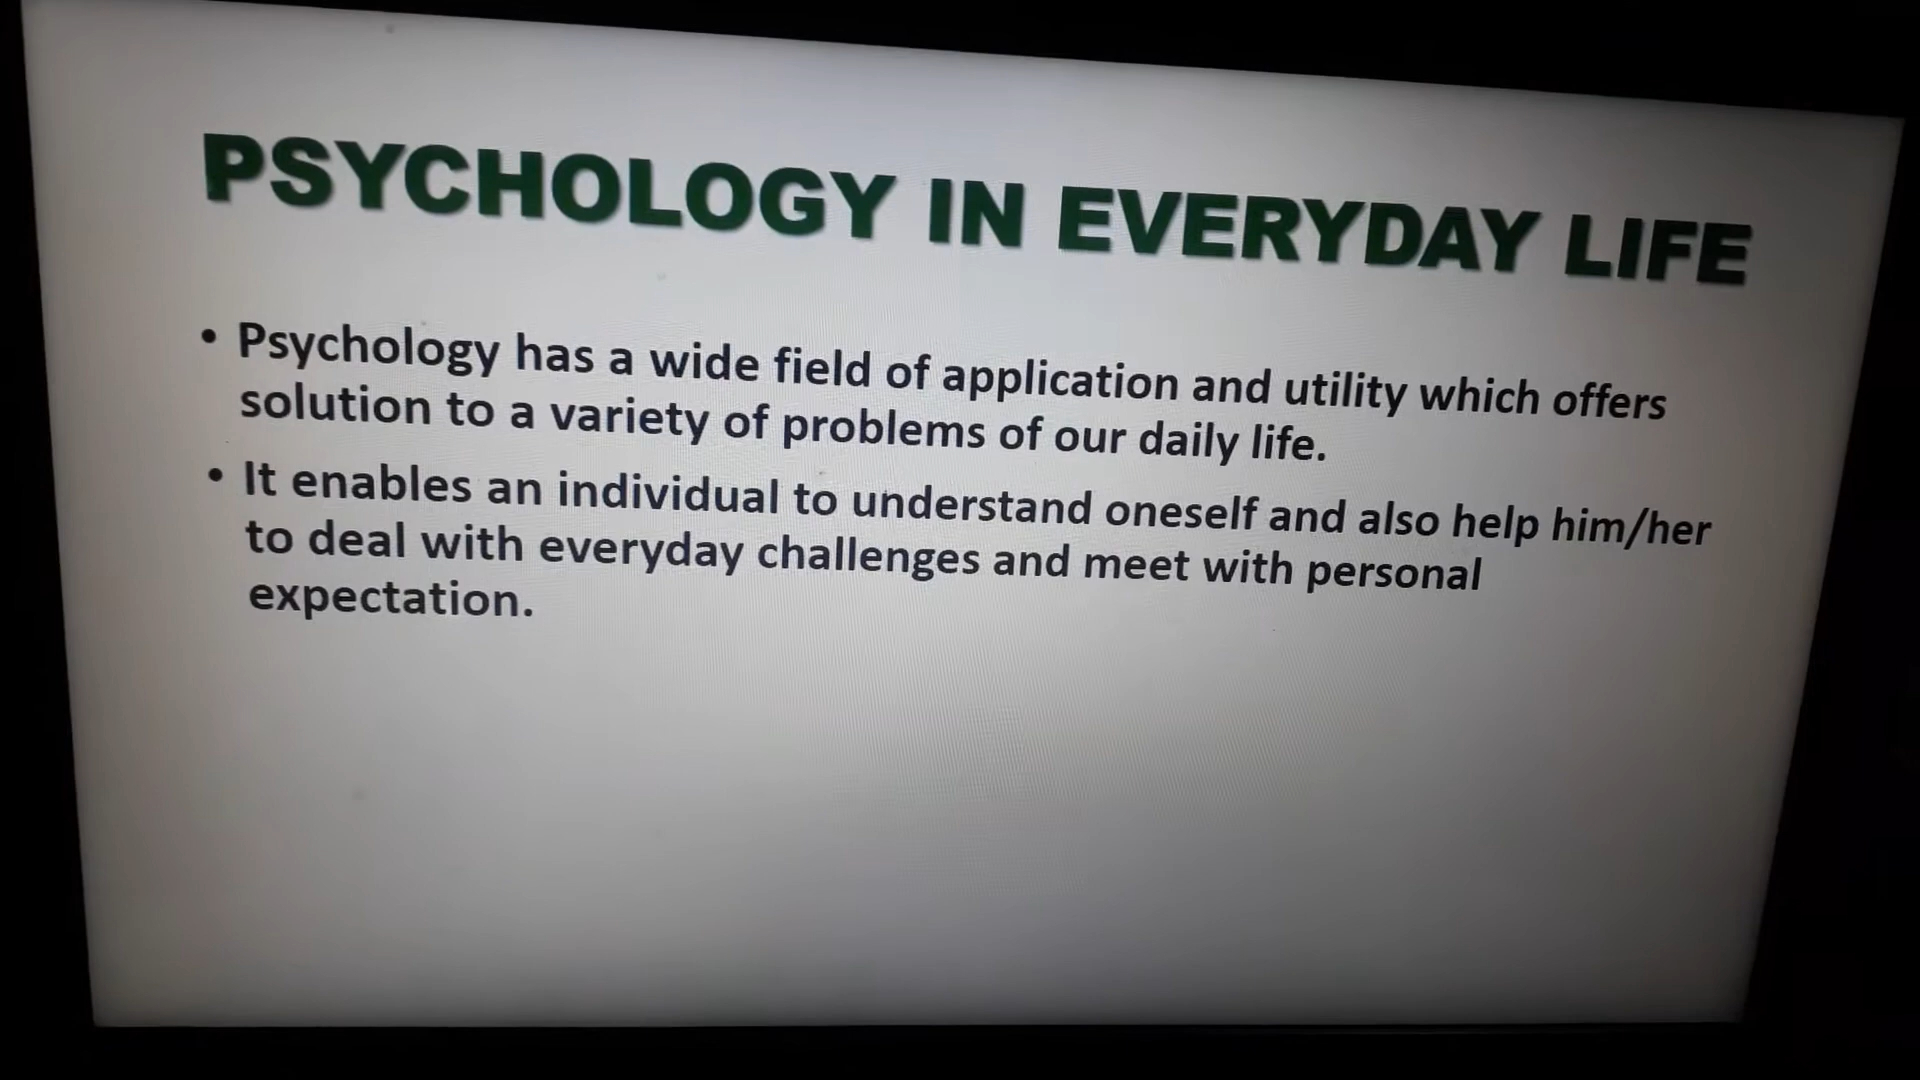 PSYCHOLOGY IN EVERYDAY LIFE
• Psychology has a wide field of application and utility which offers
solution to a variety of problems of our daily life.
• It enables an individual to understand oneself and also help him/her
to deal with everyday challenges and meet with personal
expectation.